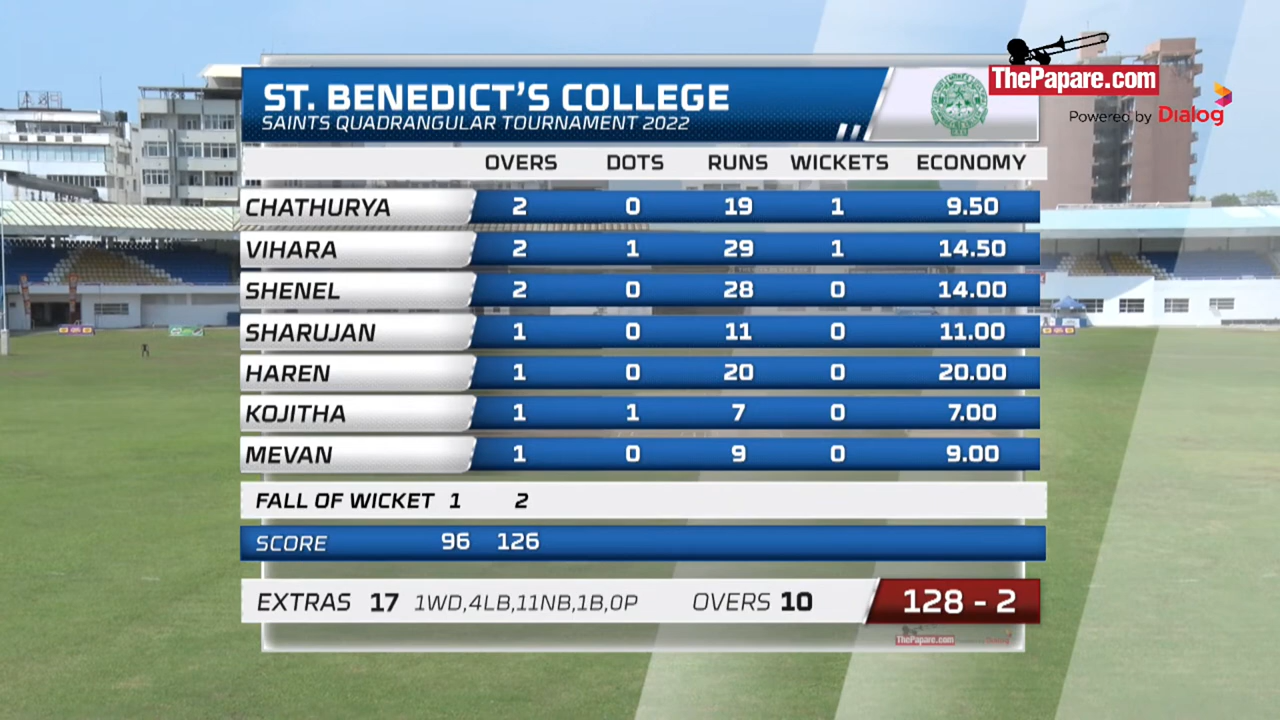 ThePapare.com
Powered by Dialog
ST. BENEDICT'S COLLEGE
SAINTS QUADRANGULAR TOURNAMENT 2022
OVERS DOTS RUNS WICKETS ECONOMY
CHATHURYA 2 0 19 1 9.50
VIHARA 2 1 29 1 14.50
SHENEL 2 0 28 0 14.00
SHARUJAN 1 0 11 0 11.00
HAREN 1 0 20 0 20.00
KOJITHA 1 1 7 0 7.00
MEVAN 1 0 9 0 9.00
FALL OF WICKET 1 2
SCORE 96 126
EXTRAS 17 1WD,4LB,11NB,1B,0P OVERS 10 128 - 2
ThePapare.com